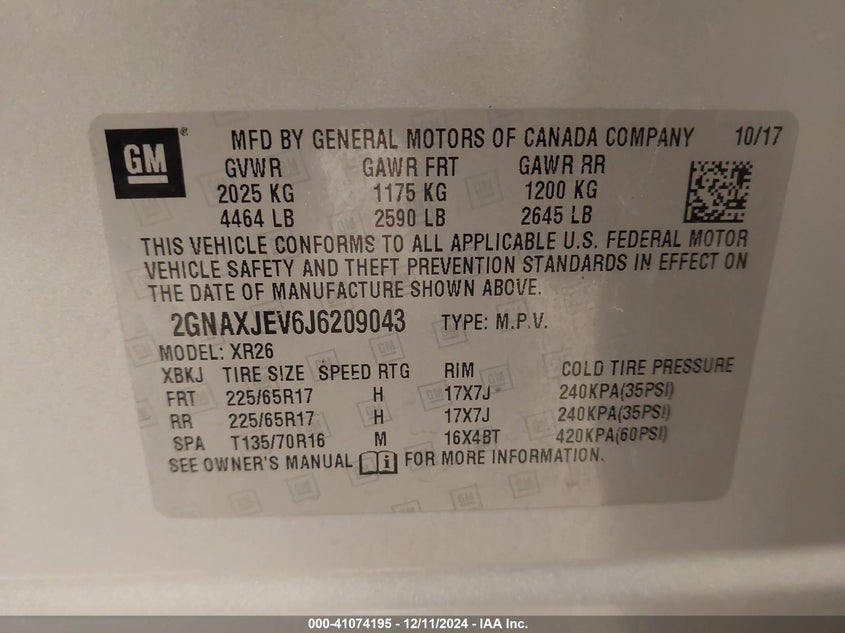 GM® MFD BY GENERAL MOTORS OF CANADA COMPANY 10/17
GVWR GAWR FRT GAWR RR
2025 KG 1175 KG 1200 KG
4464 LB 2590 LB 2645 LB
THIS VEHICLE CONFORMS TO ALL APPLICABLE U.S. FEDERAL MOTOR
VEHICLE SAFETY AND THEFT PREVENTION STANDARDS IN EFFECT ON
THE DATE OF MANUFACTURE SHOWN ABOVE.
2GNAXJEV6J6209043 TYPE: M.P.V.
MODEL: XR26
XBKJ TIRE SIZE SPEED RTG RIM COLD TIRE PRESSURE
FRT 225/65R17 H 17X7J 240KPA(35PSI)
RR 225/65R17 H 17X7J 240KPA(35PSI)
SPA T135/70R16 M 16X4BT 420KPA(60PSI)
SEE OWNER'S MANUAL i FOR MORE INFORMATION.
000-41074195 - 12/11/2024 - IAA Inc.